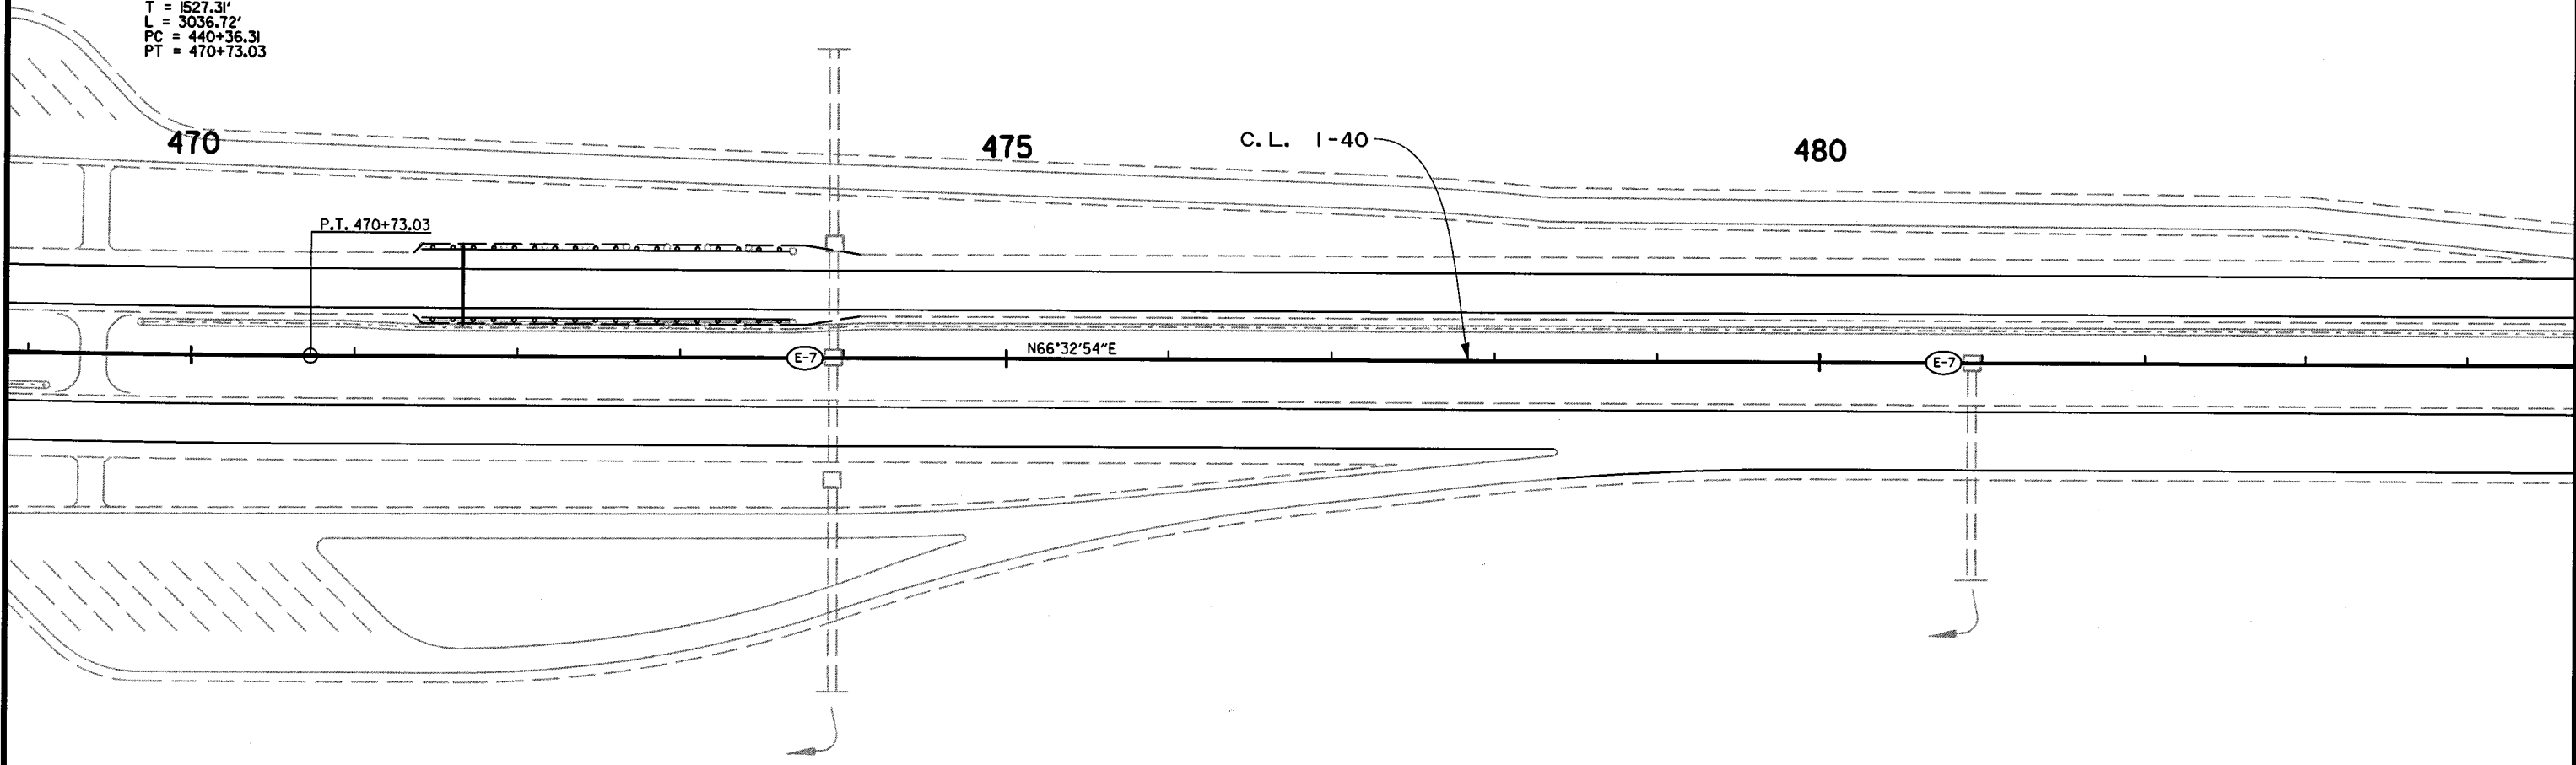 T = 1527.31'
L = 3036.72'
PC = 440+36.31
PT = 470+73.03
470
475
C. L. I-40
480
P.T. 470+73.03
N66°32'54"E
E-7
E-7